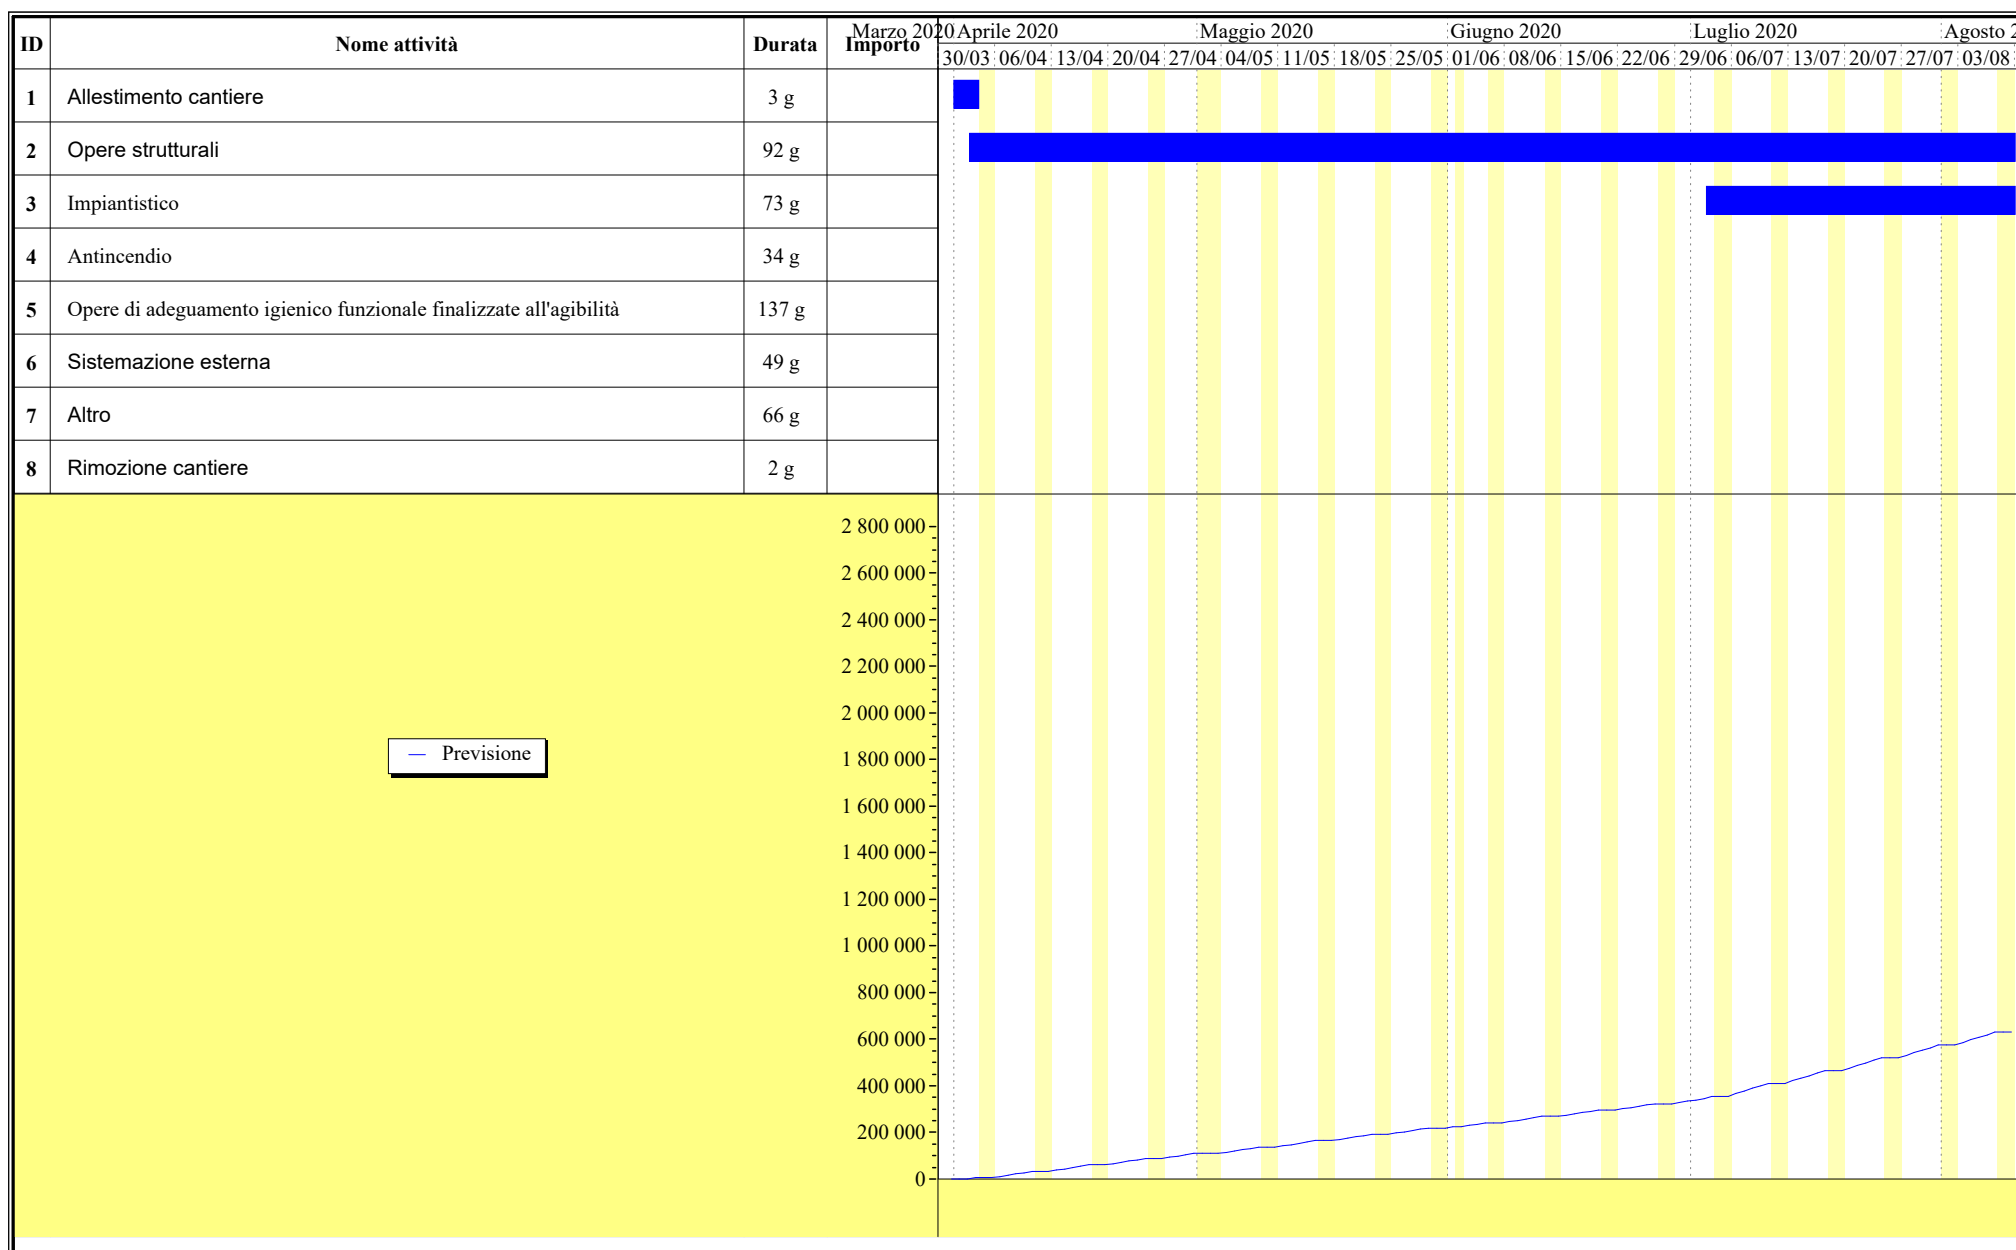 Marzo 2020 Aprile 2020 Maggio 2020 Giugno 2020 Luglio 2020 Agosto 2
ID Nome attività Durata Importo
30/03 06/04 13/04 20/04 27/04 04/05 11/05 18/05 25/05 01/06 08/06 15/06 22/06 29/06 06/07 13/07 20/07 27/07 03/08
1 Allestimento cantiere 3 g
2 Opere strutturali 92 g
3 Impiantistico 73 g
4 Antincendio 34 g
5 Opere di adeguamento igienico funzionale finalizzate all'agibilità 137 g
6 Sistemazione esterna 49 g
7 Altro 66 g
8 Rimozione cantiere 2 g
2 800 000
2 600 000
2 400 000
2 200 000
2 000 000
Previsione
1 800 000
1 600 000
1 400 000
1 200 000
1 000 000
800 000
600 000
400 000
200 000
0